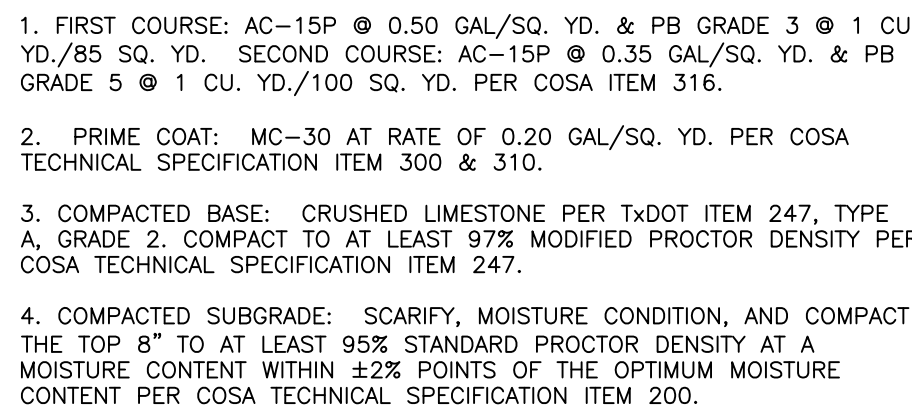 1. FIRST COURSE: AC–15P @ 0.50 GAL/SQ. YD. & PB GRADE 3 @ 1 CU
YD./85 SQ. YD. SECOND COURSE: AC–15P @ 0.35 GAL/SQ. YD. & PB
GRADE 5 @ 1 CU. YD./100 SQ. YD. PER COSA ITEM 316.
2. PRIME COAT: MC–30 AT RATE OF 0.20 GAL/SQ. YD. PER COSA
TECHNICAL SPECIFICATION ITEM 300 & 310.
3. COMPACTED BASE: CRUSHED LIMESTONE PER TxDOT ITEM 247, TYPE
A, GRADE 2. COMPACT TO AT LEAST 97% MODIFIED PROCTOR DENSITY PER
COSA TECHNICAL SPECIFICATION ITEM 247.
4. COMPACTED SUBGRADE: SCARIFY, MOISTURE CONDITION, AND COMPACT
THE TOP 8” TO AT LEAST 95% STANDARD PROCTOR DENSITY AT A
MOISTURE CONTENT WITHIN ±2% POINTS OF THE OPTIMUM MOISTURE
CONTENT PER COSA TECHNICAL SPECIFICATION ITEM 200.